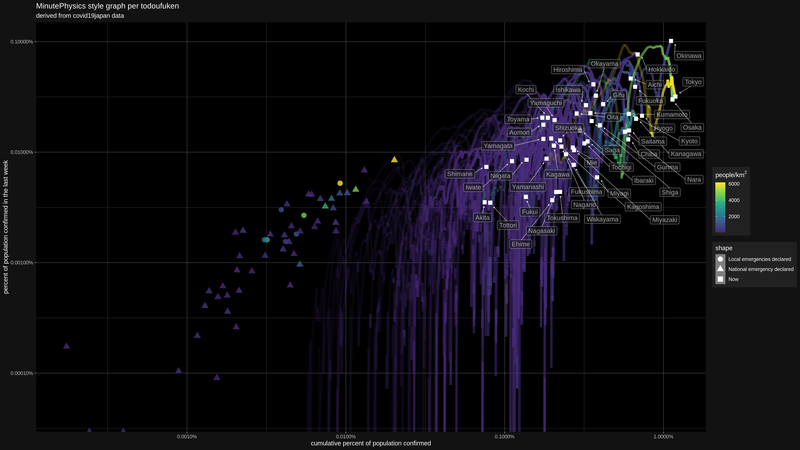 MinutePhysics style graph per todoufuken
derived from covid19japan data
percent of population confirmed in the last week
0.10000%
0.01000%
0.00100%
0.00010%
Okinawa
Okayama
Hiroshima
Hokkaido
Tokyo
Aichi
Kochi
Ishikawa
Gifu
Fukuoka
Yamaguchi
Oita
Kumamoto
Toyama
Shizuoka
Hyogo
Osaka
Aomori
Saitama
Kyoto
Yamagata
Saga
Chiba
Kanagawa
Mie
Tochigi
Gunma
Shimane
Niigata
Kagawa
Ibaraki
Nara
Iwate
Yamanashi
Fukushima
Miyagi
Shiga
Nagano
Kagoshima
Akita
Fukui
Tokushima
Wakayama
Miyazaki
Tottori
Nagasaki
Ehime
0.0010%
0.0100%
0.1000%
1.0000%
cumulative percent of population confirmed
people/km²
6000
4000
2000
shape
Local emergencies declared
National emergency declared
Now